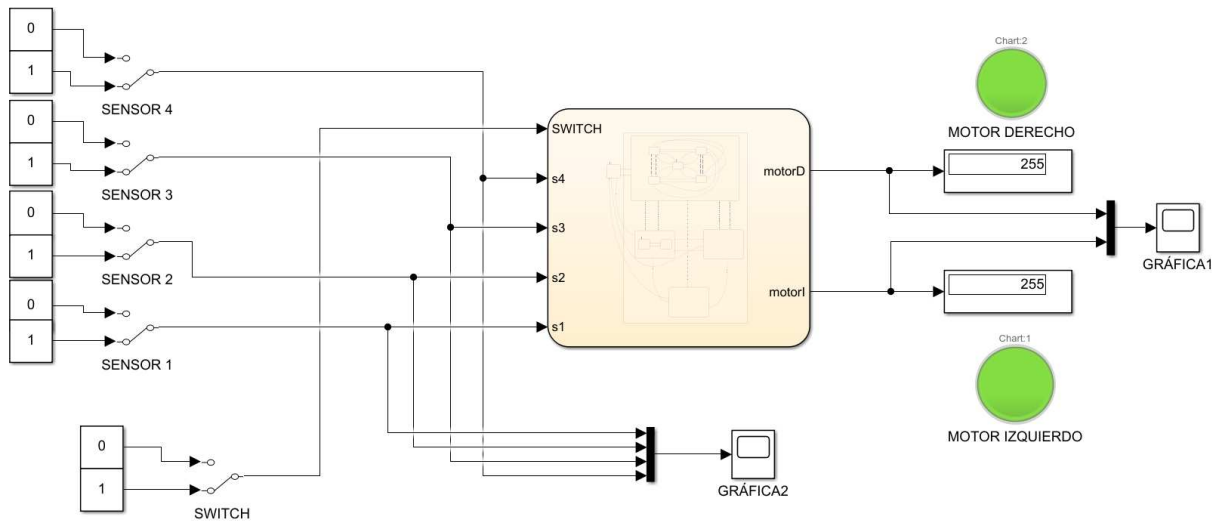 0
1
SENSOR 4
0
1
SENSOR 3
0
1
SENSOR 2
0
1
SENSOR 1
0
1
SWITCH
SWITCH
s4
s3
s2
s1
motorD
motorI
Chart:2
MOTOR DERECHO
255
255
Chart:1
MOTOR IZQUIERDO
GRÁFICA1
GRÁFICA2